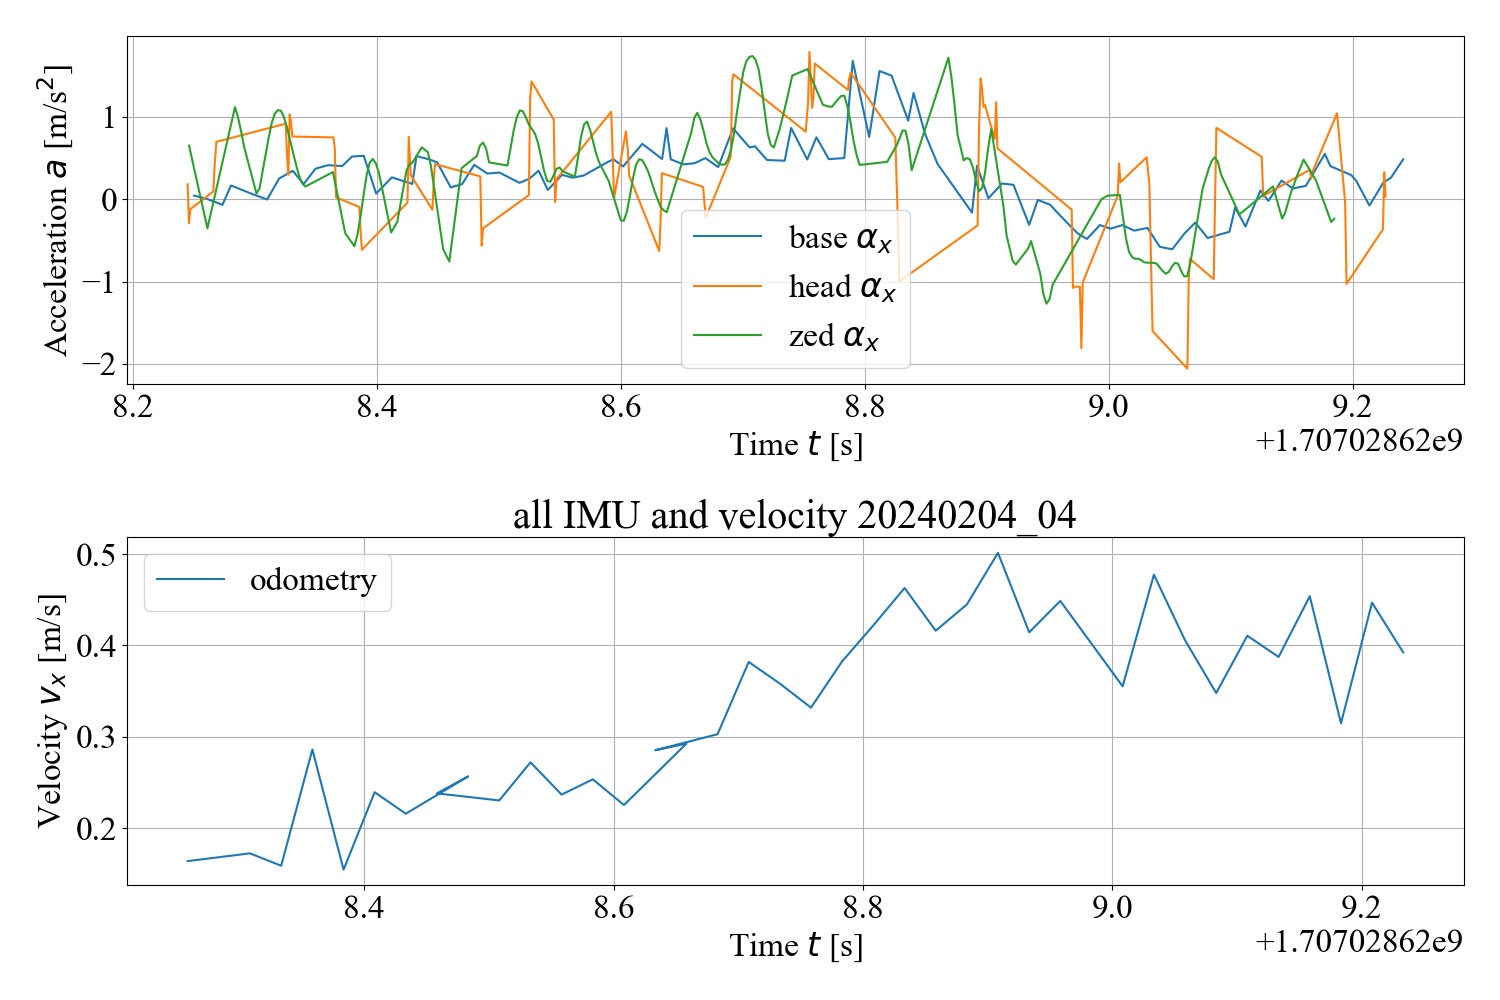 Acceleration a [m/s²]
1
0
−1
−2
base αx
head αx
zed αx
8.2 8.4 8.6 8.8 9.0 9.2
Time t [s]
+1.70702862e9
all IMU and velocity 20240204_04
Velocity vx [m/s]
0.5
0.4
0.3
0.2
odometry
8.4 8.6 8.8 9.0 9.2
Time t [s]
+1.70702862e9